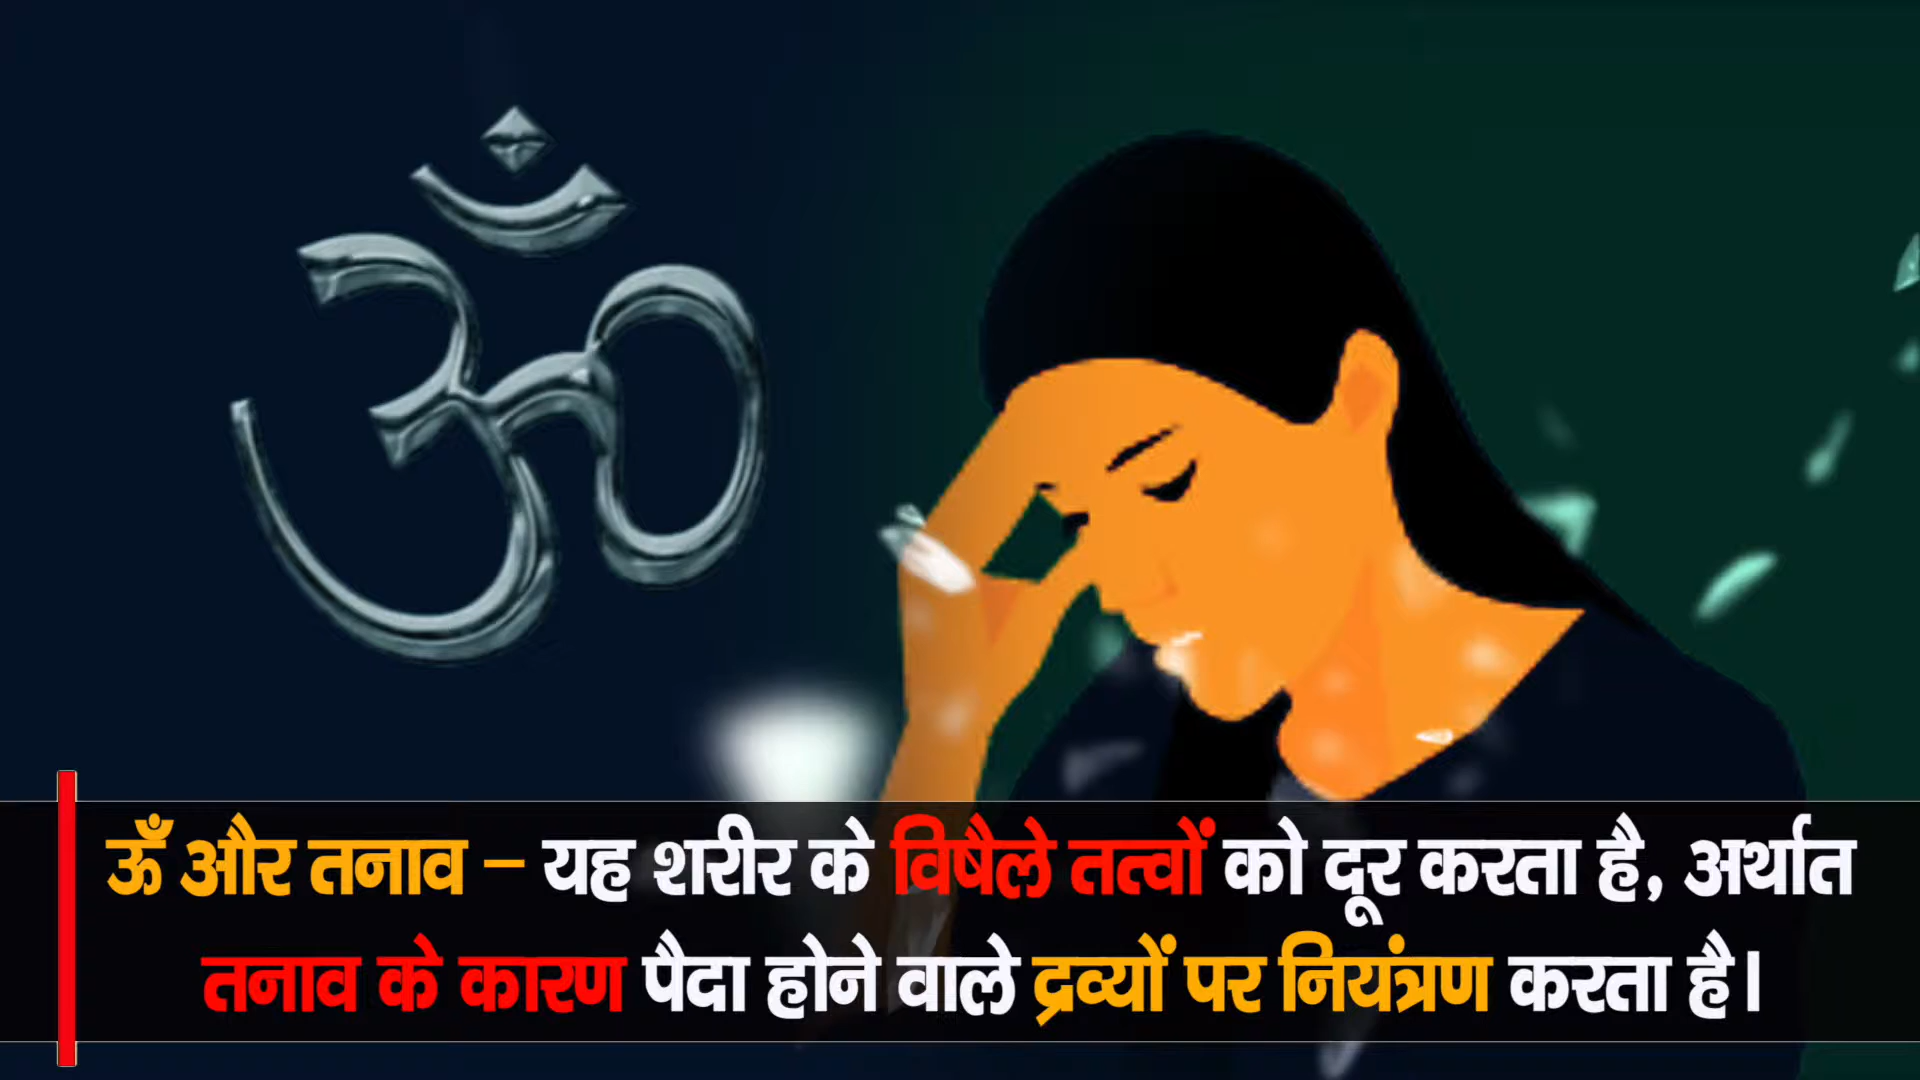 ॐ
ऊँ और तनाव – यह शरीर के विषैले तत्वों को दूर करता है, अर्थात
तनाव के कारण पैदा होने वाले द्रव्यों पर नियंत्रण करता है।